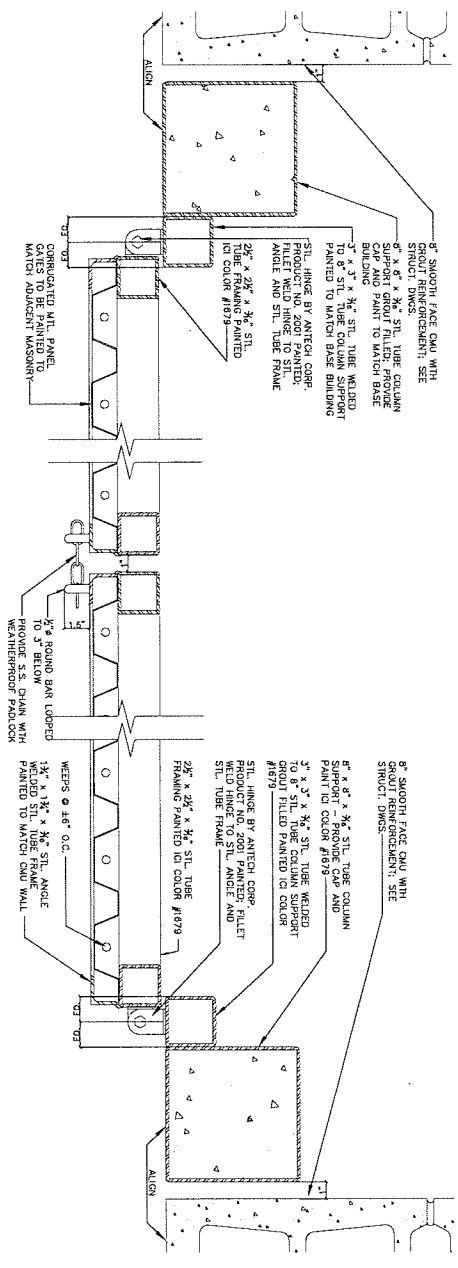 8" SMOOTH FACE CMU WITH
GROUT REINFORCEMENT; SEE
STRUCT. DWGS.
8" x 8" x 3/16" STL. TUBE COLUMN
SUPPORT GROUT FILLED; PROVIDE
CAP AND PAINT TO MATCH BASE
BUILDING
3" x 3" x 3/16" STL. TUBE WELDED
TO 8" STL. TUBE COLUMN SUPPORT
PAINTED TO MATCH BASE BUILDING
STL. HINGE BY ANTECH CORP.
PRODUCT NO. 2001 PAINTED;
FILLET WELD HINGE TO STL.
ANGLE AND STL. TUBE FRAME
2½" x 2½" x 3/16" STL.
TUBE FRAMING PAINTED
ICI COLOR #1679
CORRUGATED MTL. PANEL
GATES TO BE PAINTED TO
MATCH ADJACENT MASONRY
ALIGN
EQ
EQ
1"
8" SMOOTH FACE CMU WITH
GROUT REINFORCEMENT; SEE
STRUCT. DWGS.
8" x 8" x 3/16" STL. TUBE COLUMN
SUPPORT . PROVIDE CAP AND
PAINT ICI COLOR #1679
3" x 3" x 3/16" STL. TUBE WELDED
TO 8" STL. TUBE COLUMN SUPPORT
GROUT FILLED PAINTED ICI COLOR
#1679
STL. HINGE BY ANTECH CORP.
PRODUCT NO. 2001 PAINTED; FILLET
WELD HINGE TO STL. ANGLE AND
STL. TUBE FRAME
2½" x 2½" x 3/16" STL. TUBE
FRAMING PAINTED ICI COLOR #1679
WEEPS @ ±6" O.C.
1¾" x 1¾" x 3/16" STL. ANGLE
WELDED STL. TUBE FRAME
PAINTED TO MATCH CMU WALL
½"ø ROUND BAR LOOPED
TO 3" BELOW
PROVIDE S.S. CHAIN WITH
WEATHERPROOF PADLOCK
1"
EQ
EQ
1"
ALIGN